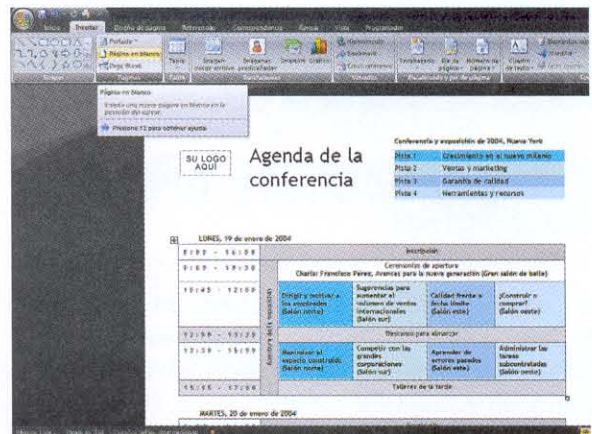 Inicio Insertar Diseño de página Referencias Correspondencia Revisar Vista Programador
Portada
Página en blanco
Tabla
Imagen
Imágenes
prediseñadas
SmartArt
Gráfico
Hipervínculo
Encabezado
Pie de
página
Número de
página
Cuadro
de texto
Páginas
Tabla
Ilustraciones
Vínculos
Encabezado y pie de página
Página en blanco
Inserta una nueva página en blanco en la
posición del cursor.
Presione F1 para obtener ayuda.
SU LOGO
AQUÍ
Agenda de la
conferencia
Conferencia y exposición de 2004, Nueva York
Pista 1 Crecimiento en el nuevo milenio
Pista 2 Ventas y marketing
Pista 3 Garantía de calidad
Pista 4 Herramientas y recursos
LUNES, 19 de enero de 2004
Inscripción
Ceremonias de apertura
Charla: Francisco Pérez, Avances para la nueva generación (Gran salón de baile)
Apertura de la exposición
Dirigir y motivar a
los empleados
(Salón norte)
Sugerencias para
aumentar el
volumen de ventas
internacionales
(Salón sur)
Calidad frente a
fecha límite
(Salón este)
¿Construir o
comprar?
(Salón oeste)
Descanso para almorzar
Maximizar el
espacio construido
(Salón norte)
Competir con las
grandes
corporaciones
(Salón sur)
Aprender de
errores pasados
(Salón este)
Administrar las
tareas
subcontratadas
(Salón oeste)
Talleres de la tarde
MARTES, 20 de enero de 2004